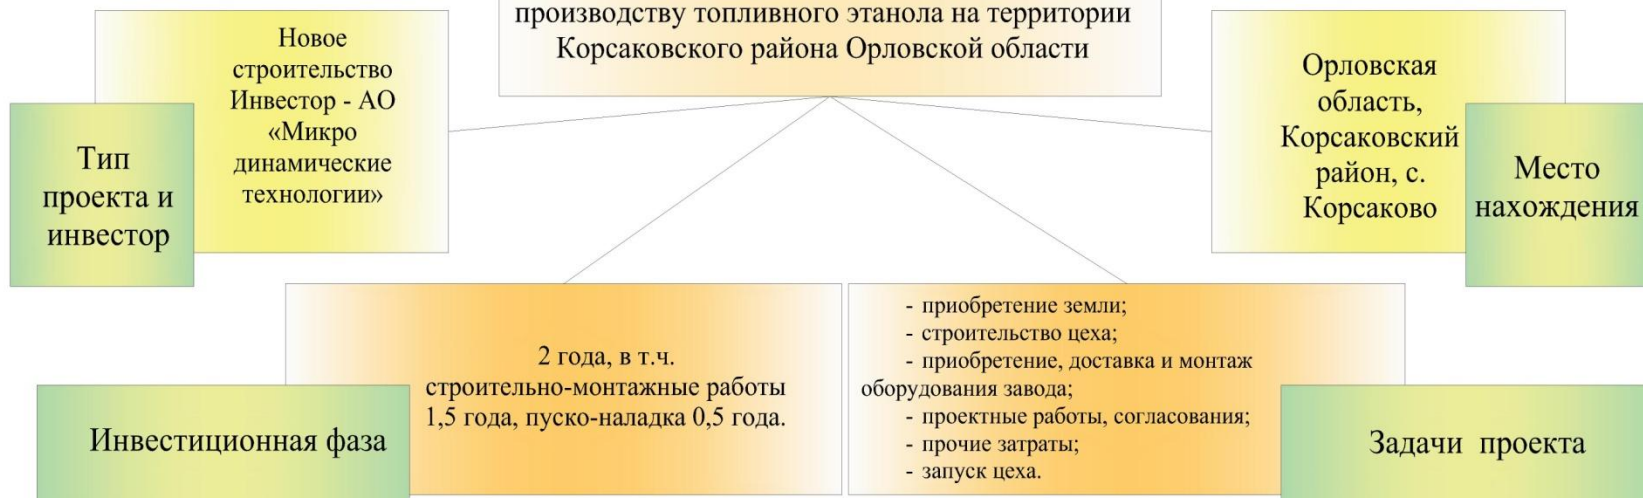 производству топливного этанола на территории
Корсаковского района Орловской области
Новое
строительство
Инвестор - АО
«Микро
динамические
технологии»
Тип
проекта и
инвестор
Орловская
область,
Корсаковский
район, с.
Корсаково
Место
нахождения
2 года, в т.ч.
строительно-монтажные работы
1,5 года, пуско-наладка 0,5 года.
Инвестиционная фаза
- приобретение земли;
- строительство цеха;
- приобретение, доставка и монтаж
оборудования завода;
- проектные работы, согласования;
- прочие затраты;
- запуск цеха.
Задачи проекта